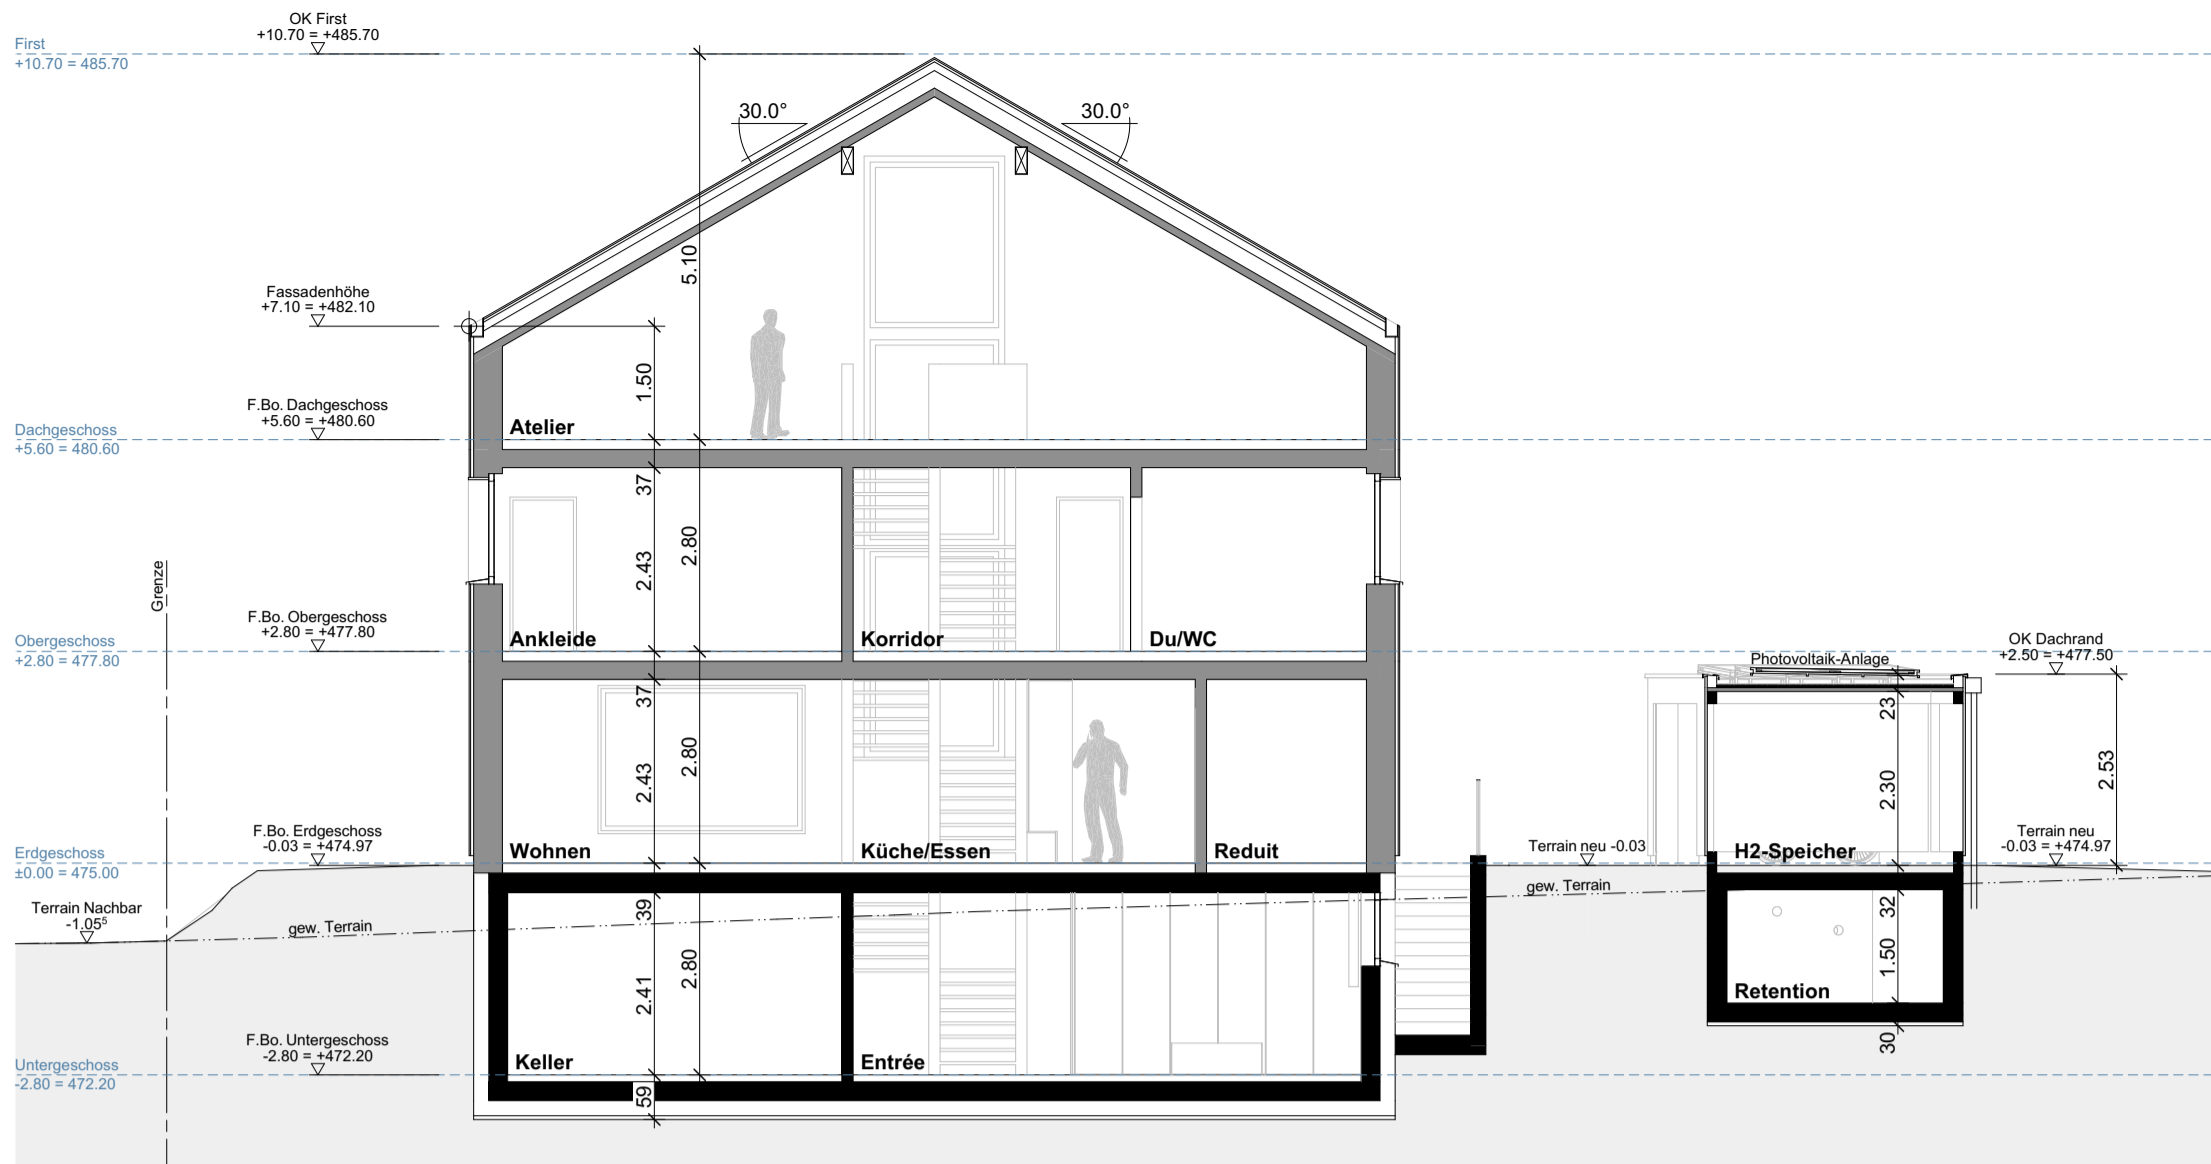 OK First
+10.70 = +485.70
First
+10.70 = 485.70
30.0°
30.0°
5.10
Fassadenhöhe
+7.10 = +482.10
1.50
F.Bo. Dachgeschoss
+5.60 = +480.60
Dachgeschoss
+5.60 = 480.60
Atelier
37
2.43
2.80
Grenze
F.Bo. Obergeschoss
+2.80 = +477.80
Obergeschoss
+2.80 = 477.80
Ankleide
Korridor
Du/WC
OK Dachrand
+2.50 = +477.50
Photovoltaik-Anlage
37
2.43
2.80
23
2.30
2.53
F.Bo. Erdgeschoss
-0.03 = +474.97
Erdgeschoss
±0.00 = 475.00
Wohnen
Küche/Essen
Reduit
Terrain neu -0.03
H2-Speicher
Terrain neu
-0.03 = +474.97
Terrain Nachbar
-1.05⁵
gew. Terrain
gew. Terrain
39
2.41
2.80
32
1.50
Retention
30
F.Bo. Untergeschoss
-2.80 = +472.20
Untergeschoss
-2.80 = 472.20
Keller
Entrée
59